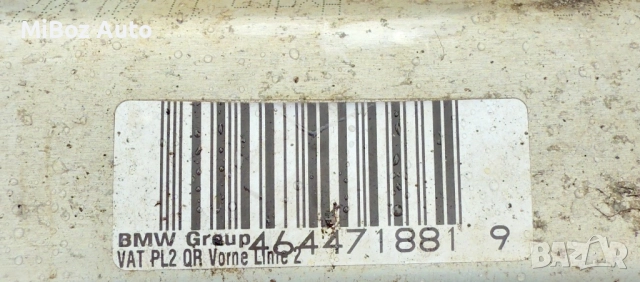 MiBoz Auto
BMW Group 464471881 9
VAT PL2 QR Vorne Linie 2
BAZAR